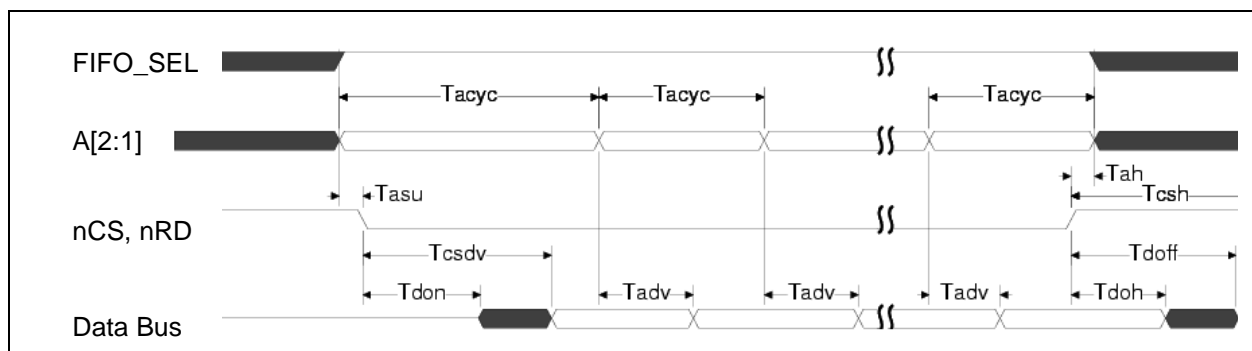 FIFO_SEL
Tacyc Tacyc Tacyc
A[2:1]
Tah
Tasu Tcsh
nCS, nRD
Tcsdv Tdoff
Tdon Tadv Tadv Tadv Tdoh
Data Bus